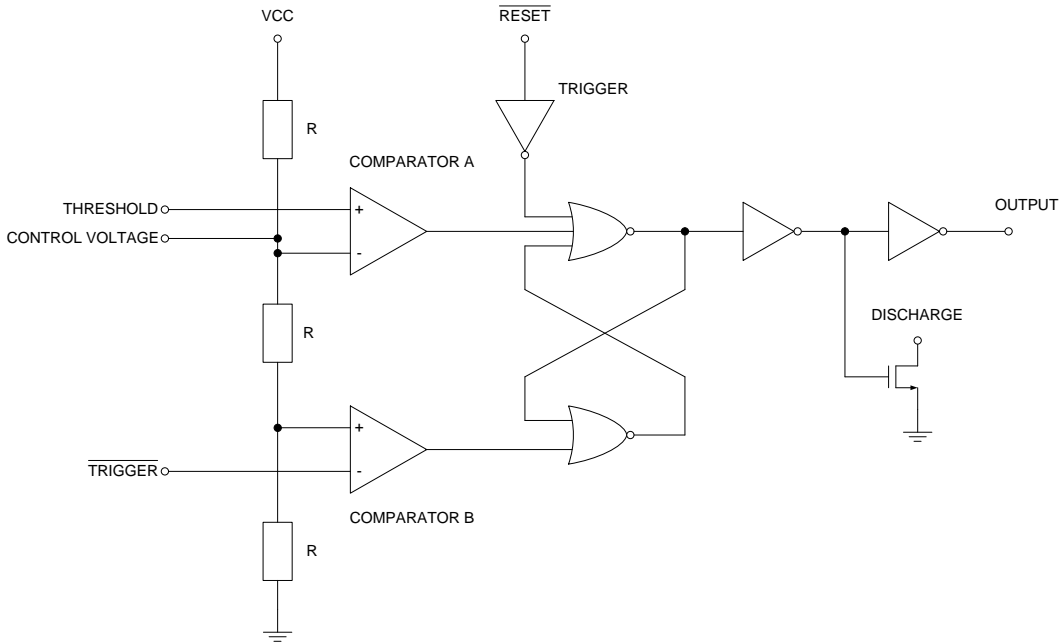 VCC
RESET
TRIGGER
R
COMPARATOR A
THRESHOLD
+
OUTPUT
CONTROL VOLTAGE
-
DISCHARGE
R
+
TRIGGER
-
COMPARATOR B
R